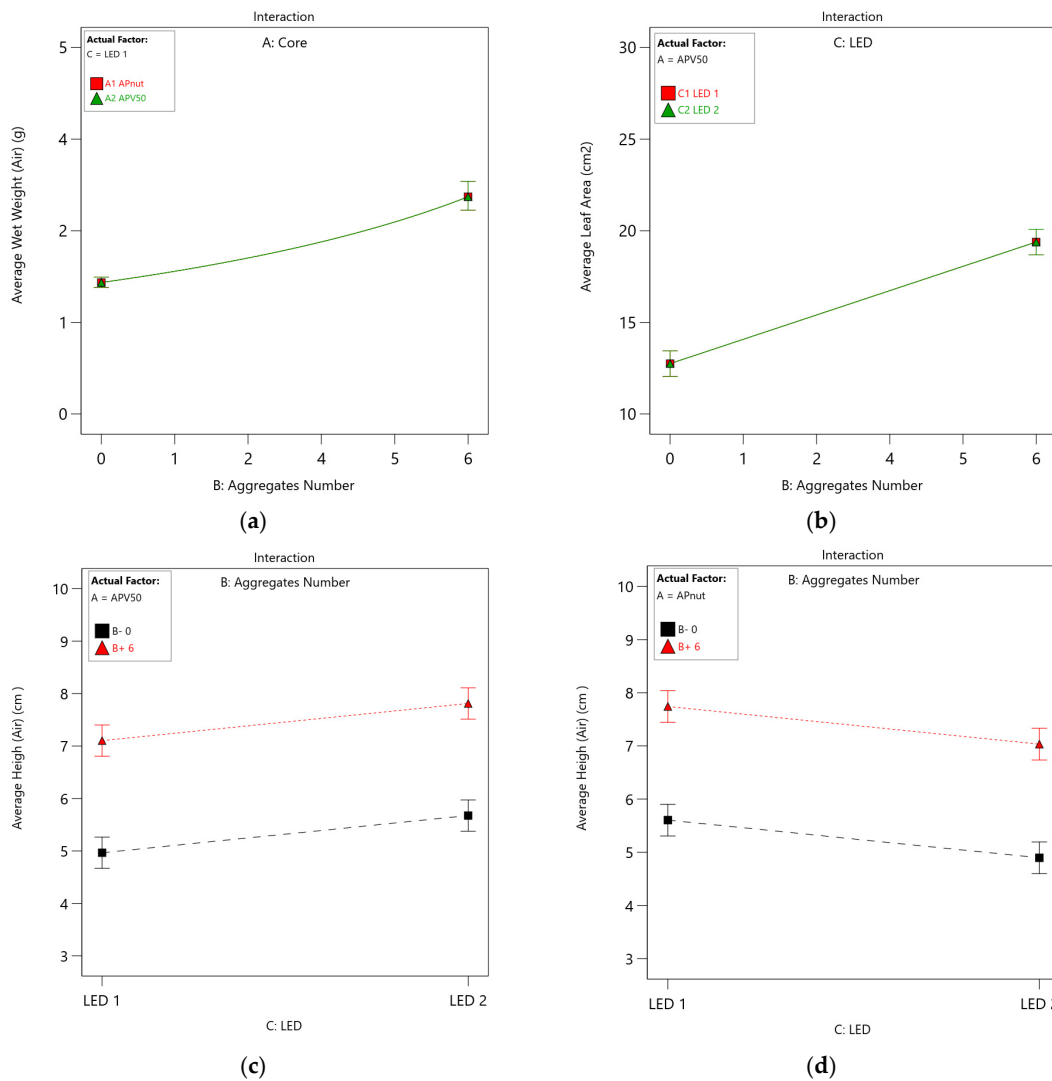 Interaction
A: Core
Actual Factor:
C = LED 1
A1 APnut
A2 APV50
5
4
2
1
0
Average Wet Weight (Air) (g)
0 1 2 4 5 6
B: Aggregates Number
(a)
Interaction
C: LED
Actual Factor:
A = APV50
C1 LED 1
C2 LED 2
30
25
20
15
10
Average Leaf Area (cm2)
0 1 2 4 5 6
B: Aggregates Number
(b)
Interaction
B: Aggregates Number
Actual Factor:
A = APV50
B- 0
B+ 6
10
9
8
7
6
5
4
3
Average Heigh (Air) (cm )
LED 1 LED 2
C: LED
(c)
Interaction
B: Aggregates Number
Actual Factor:
A = APnut
B- 0
B+ 6
10
9
8
7
6
5
4
3
Average Heigh (Air) (cm )
LED 1 LED 2
C: LED
(d)